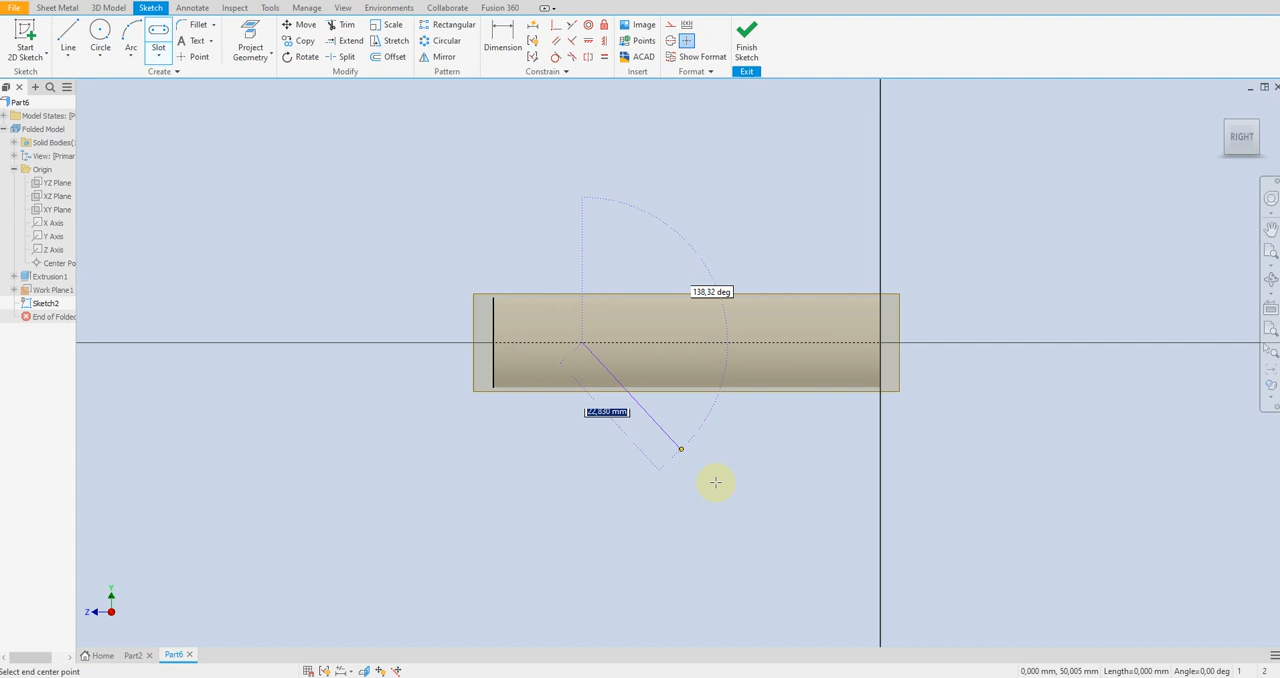 File Sheet Metal 3D Model Sketch Annotate Inspect Tools Manage View Environments Collaborate Fusion 360
Start
2D Sketch
Line
Circle
Arc
Slot
Fillet
Text
Point
Project
Geometry
Move
Copy
Rotate
Trim
Extend
Split
Scale
Stretch
Offset
Rectangular
Circular
Mirror
Dimension
Image
Points
ACAD
Show Format
Finish
Sketch
Sketch
Create
Modify
Pattern
Constrain
Insert
Format
Exit
Part6
Model States: [P
Folded Model
Solid Bodies(
View: [Primar
Origin
YZ Plane
XZ Plane
XY Plane
X Axis
Y Axis
Z Axis
Center Po
Extrusion1
Work Plane1
Sketch2
End of Folded
RIGHT
138,32 deg
22,830 mm
Y
Z
Home Part2 Part6
Select end center point
0,000 mm, 50,005 mm Length=0,000 mm Angle=0,00 deg 1 2